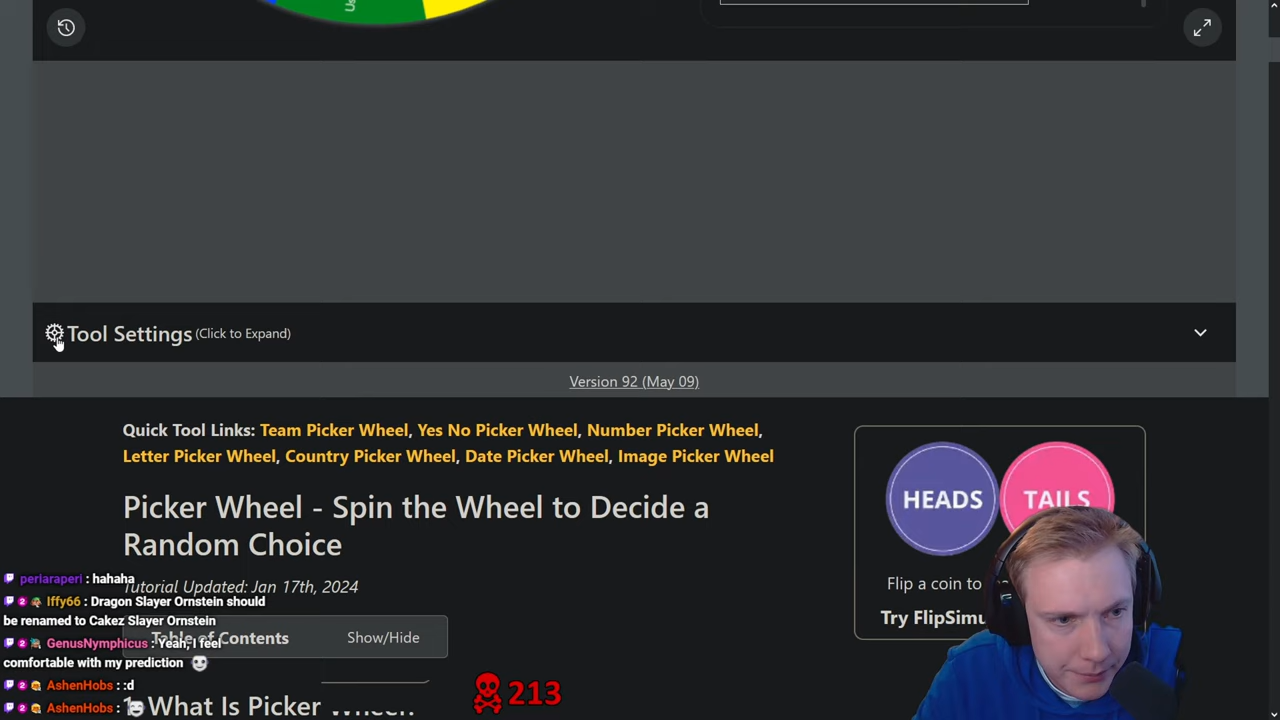 Tool Settings (Click to Expand)
Version 92 (May 09)
Quick Tool Links: Team Picker Wheel, Yes No Picker Wheel, Number Picker Wheel,
Letter Picker Wheel, Country Picker Wheel, Date Picker Wheel, Image Picker Wheel
HEADS
TAILS
Picker Wheel - Spin the Wheel to Decide a
Random Choice
Flip a coin to
Tutorial Updated: Jan 17th, 2024
Try FlipSimu
Table of Contents
Show/Hide
What Is Picker Wheel?
periaraperi : hahaha
Iffy66 : Dragon Slayer Ornstein should
be renamed to Cakez Slayer Ornstein
GenusNymphicus : Yeah, I feel
comfortable with my prediction
AshenHobs : :d
AshenHobs :
213